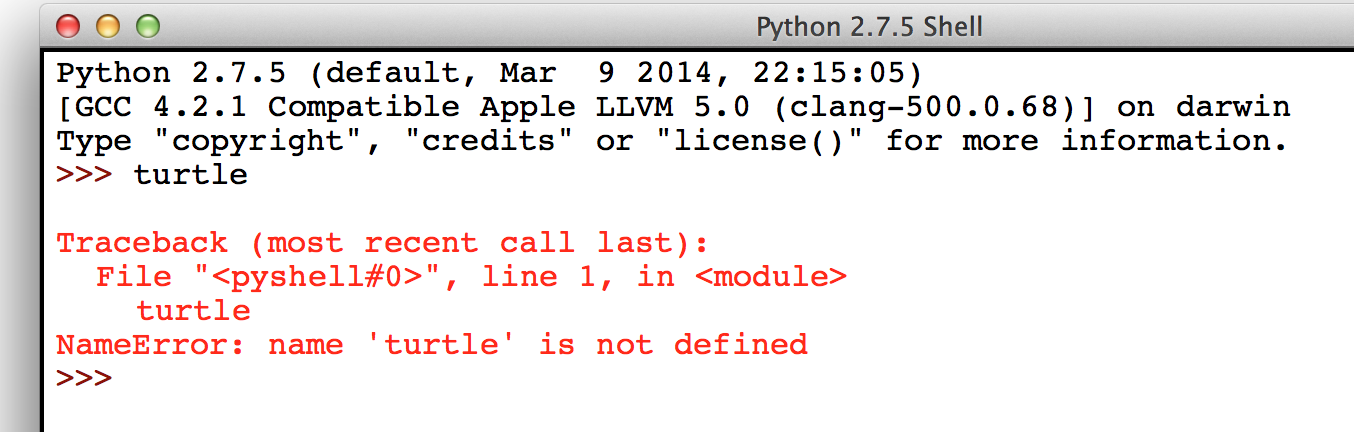 Python 2.7.5 Shell
Python 2.7.5 (default, Mar  9 2014, 22:15:05)
[GCC 4.2.1 Compatible Apple LLVM 5.0 (clang-500.0.68)] on darwin
Type "copyright", "credits" or "license()" for more information.
>>> turtle
Traceback (most recent call last):
  File "<pyshell#0>", line 1, in <module>
    turtle
NameError: name 'turtle' is not defined
>>>